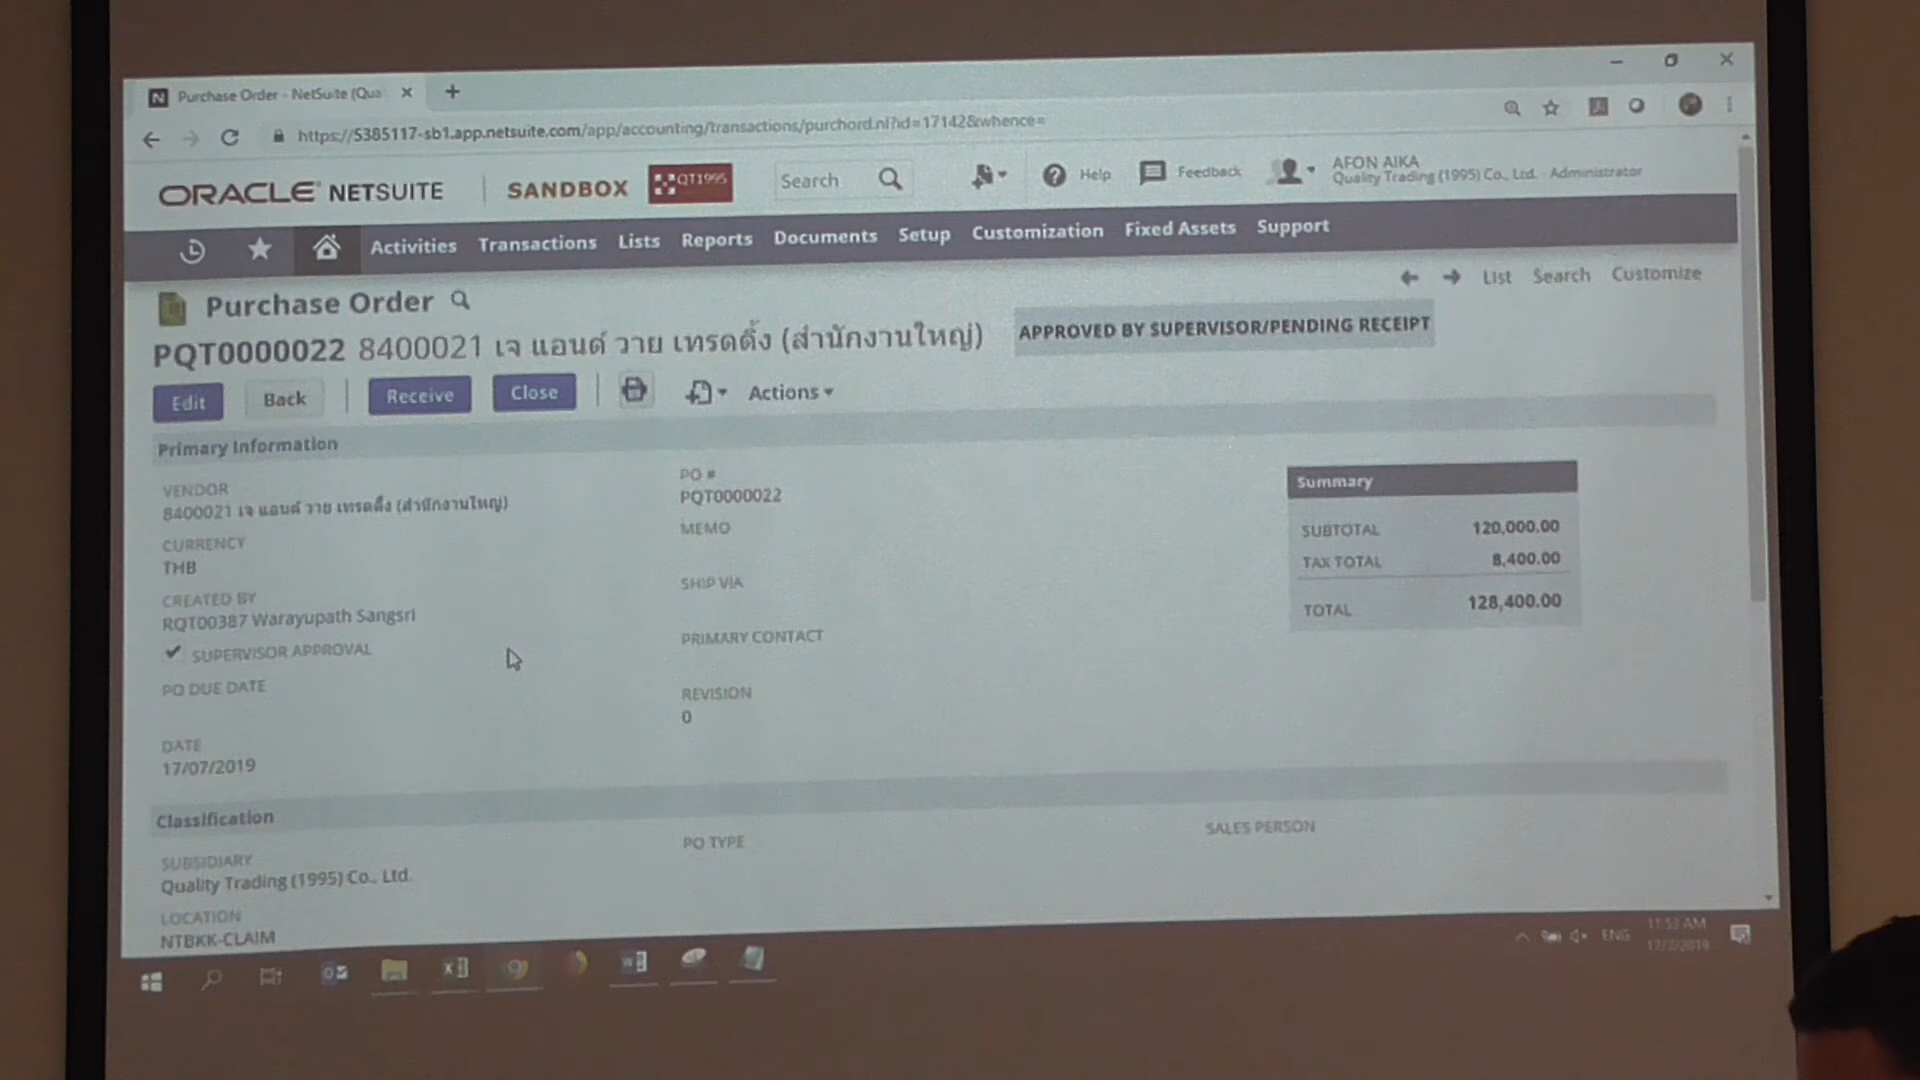 Purchase Order - NetSuite (Qua
https://5385117-sb1.app.netsuite.com/app/accounting/transactions/purchord.nl?id=17142&whence=
ORACLE NETSUITE SANDBOX QT1995 Search Help Feedback AFON AIKA
Quality Trading (1995) Co., Ltd. - Administrator
Activities Transactions Lists Reports Documents Setup Customization Fixed Assets Support
List Search Customize
Purchase Order
PQT0000022 8400021 เจ แอนด์ วาย เทรดดิ้ง (สำนักงานใหญ่) APPROVED BY SUPERVISOR/PENDING RECEIPT
Edit Back Receive Close Actions
Primary Information
VENDOR
8400021 เจ แอนด์ วาย เทรดดิ้ง (สำนักงานใหญ่)
CURRENCY
THB
CREATED BY
RQT00387 Warayupath Sangsri
SUPERVISOR APPROVAL
PO DUE DATE
DATE
17/07/2019
PO #
PQT0000022
MEMO
SHIP VIA
PRIMARY CONTACT
REVISION
0
Summary
SUBTOTAL 120,000.00
TAX TOTAL 8,400.00
TOTAL 128,400.00
Classification
SUBSIDIARY
Quality Trading (1995) Co., Ltd.
LOCATION
NTBKK-CLAIM
PO TYPE
SALES PERSON
ENG
11:53 AM
17/7/2019